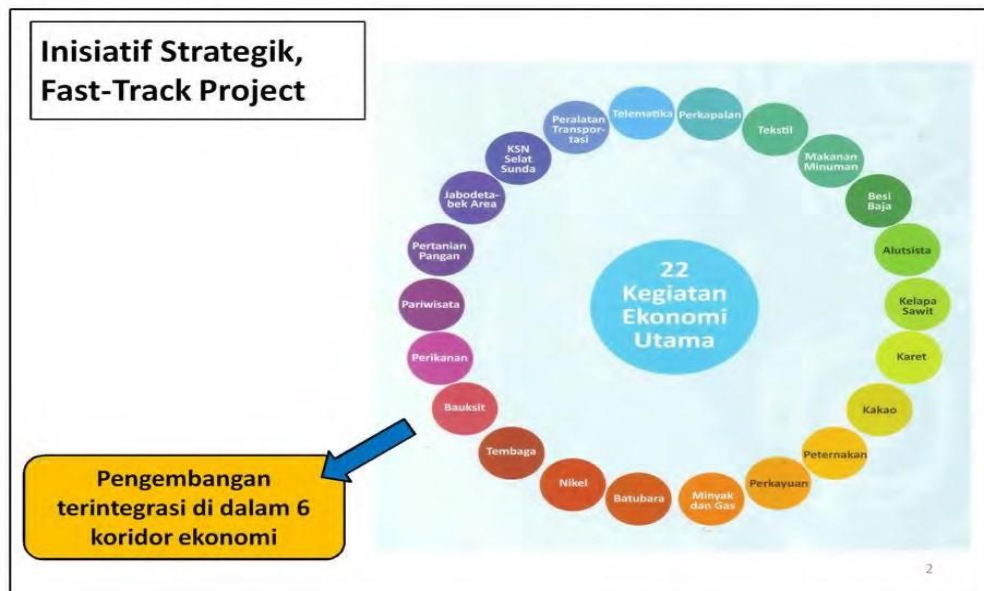 Inisiatif Strategik,
Fast-Track Project
Telematika
Perkapalan
Tekstil
Makanan
Minuman
Besi
Baja
Alutsista
Kelapa
Sawit
Karet
Kakao
Peternakan
Perkayuan
Minyak
dan Gas
Batubara
Nikel
Tembaga
Bauksit
Perikanan
Pariwisata
Pertanian
Pangan
Jabodeta-
bek Area
KSN
Selat
Sunda
Peralatan
Transpor-
tasi
22
Kegiatan
Ekonomi
Utama
Pengembangan
terintegrasi di dalam 6
koridor ekonomi
2